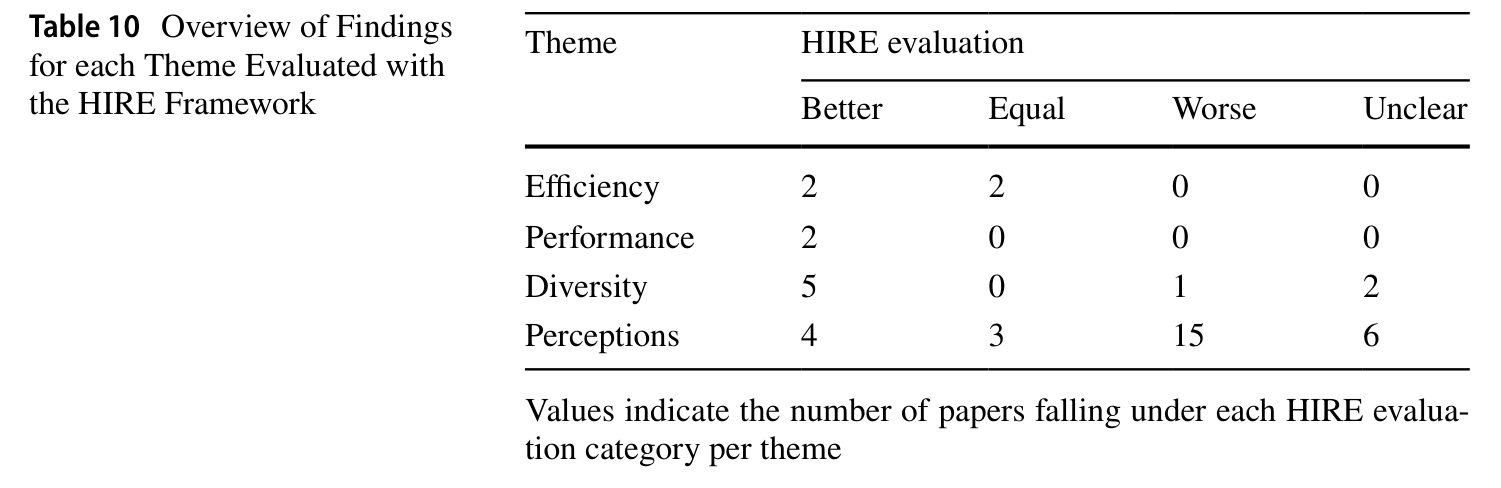 Table 10 Overview of Findings
for each Theme Evaluated with
the HIRE Framework
Theme HIRE evaluation
Better Equal Worse Unclear
Efficiency 2 2 0 0
Performance 2 0 0 0
Diversity 5 0 1 2
Perceptions 4 3 15 6
Values indicate the number of papers falling under each HIRE evalua-
tion category per theme